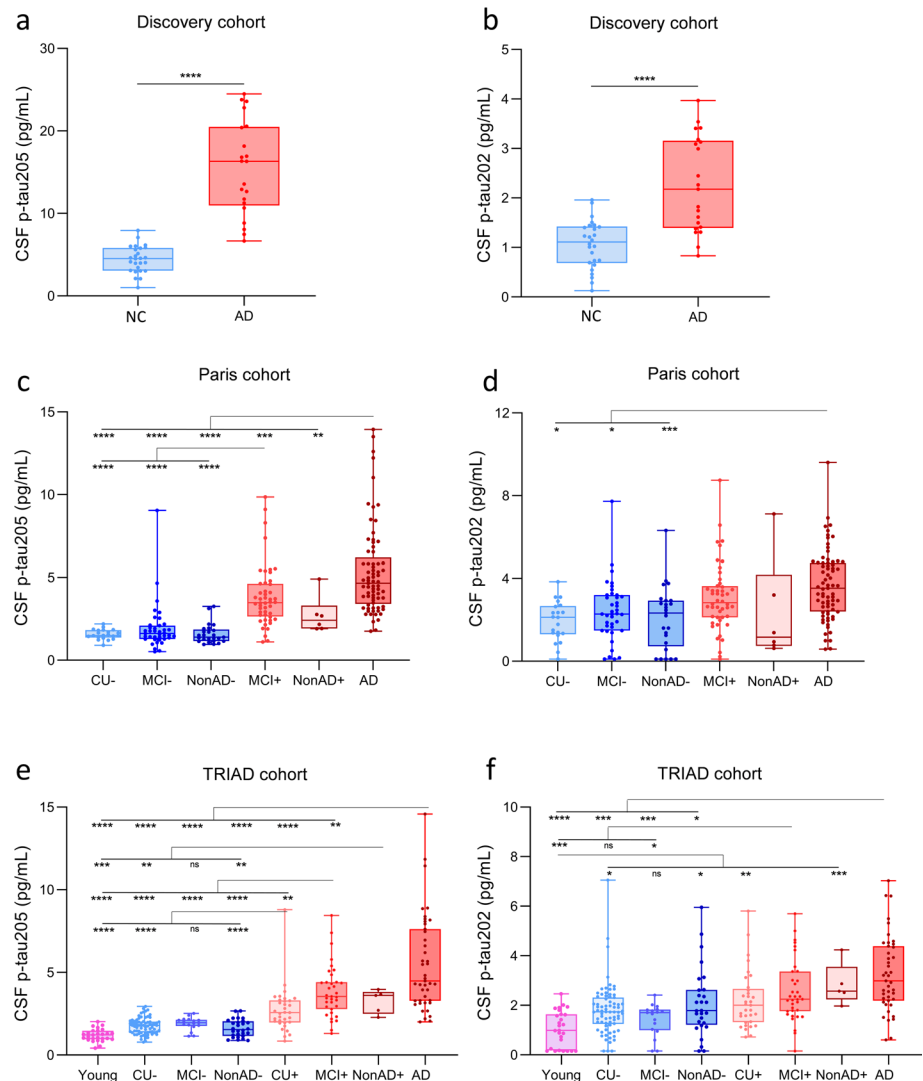 a
Discovery cohort
CSF p-tau205 (pg/mL)
30
20
10
0
****
NC
AD
b
Discovery cohort
CSF p-tau202 (pg/mL)
5
4
3
2
1
0
****
NC
AD
c
Paris cohort
CSF p-tau205 (pg/mL)
15
10
5
0
**** **** **** *** **
**** **** ****
CU- MCI- NonAD- MCI+ NonAD+ AD
d
Paris cohort
CSF p-tau202 (pg/mL)
12
8
4
0
* * ***
CU- MCI- NonAD- MCI+ NonAD+ AD
e
TRIAD cohort
CSF p-tau205 (pg/mL)
15
10
5
0
**** **** **** **** **** **
*** ** ns **
**** **** **** **** **
**** **** ns ****
Young CU- MCI- NonAD- CU+ MCI+ NonAD+ AD
f
TRIAD cohort
CSF p-tau202 (pg/mL)
10
8
6
4
2
0
**** *** *** *
*** ns *
* ns * ** ***
Young CU- MCI- NonAD- CU+ MCI+ NonAD+ AD